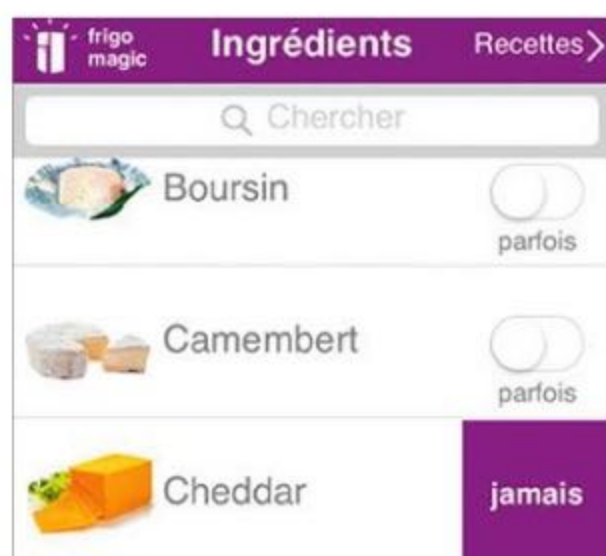 frigo
magic
Ingrédients
Recettes
Chercher
Boursin
parfois
Camembert
parfois
Cheddar
jamais